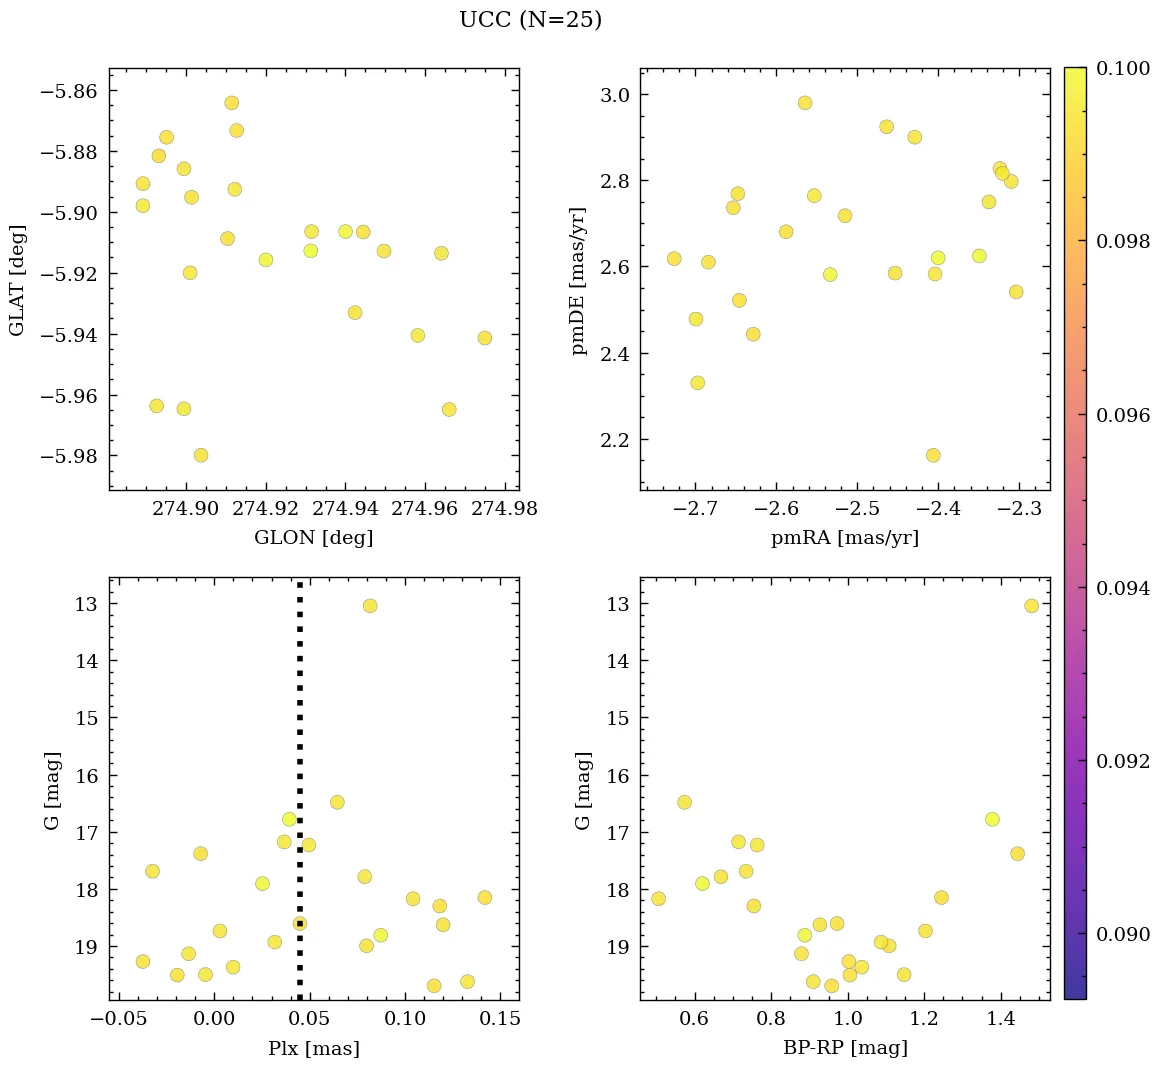 UCC (N=25)
−5.86
−5.88
−5.90
−5.92
−5.94
−5.96
−5.98
GLAT [deg]
274.90 274.92 274.94 274.96 274.98
GLON [deg]
3.0
2.8
2.6
2.4
2.2
pmDE [mas/yr]
−2.7 −2.6 −2.5 −2.4 −2.3
pmRA [mas/yr]
13
14
15
16
17
18
19
G [mag]
−0.05 0.00 0.05 0.10 0.15
Plx [mas]
13
14
15
16
17
18
19
G [mag]
0.6 0.8 1.0 1.2 1.4
BP-RP [mag]
0.100
0.098
0.096
0.094
0.092
0.090